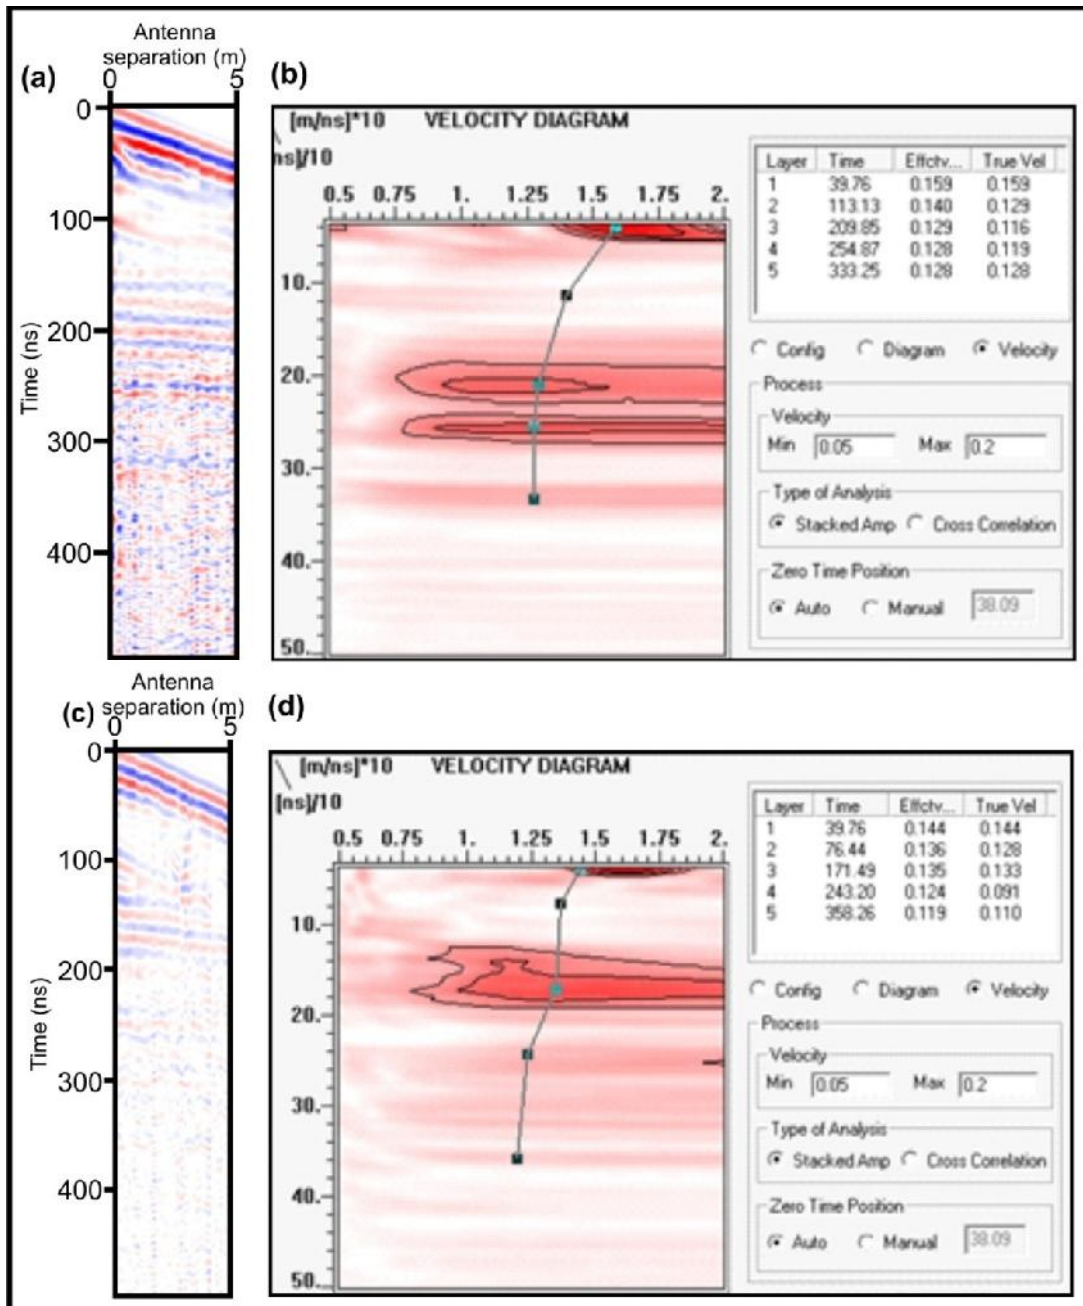 Antenna
separation (m)
(a)
0 5
(b)
0
100
200
300
400
Time (ns)
[m/ns]*10 VELOCITY DIAGRAM
ns]/10
0.5 0.75 1. 1.25 1.5 1.75 2.
10.
20.
30.
40.
50.
Layer Time Effctv... True Vel
1 39.76 0.159 0.159
2 113.13 0.140 0.129
3 209.85 0.129 0.116
4 254.87 0.128 0.119
5 333.25 0.128 0.128
Config Diagram Velocity
Process
Velocity
Min 0.05 Max 0.2
Type of Analysis
Stacked Amp Cross Correlation
Zero Time Position
Auto Manual 38.09
Antenna
(c) separation (m)
0 5
(d)
0
100
200
300
400
Time (ns)
[m/ns]*10 VELOCITY DIAGRAM
[ns]/10
0.5 0.75 1. 1.25 1.5 1.75 2.
10.
20.
30.
40.
50.
Layer Time Effctv... True Vel
1 39.76 0.144 0.144
2 76.44 0.136 0.128
3 171.49 0.135 0.133
4 243.20 0.124 0.091
5 358.26 0.119 0.110
Config Diagram Velocity
Process
Velocity
Min 0.05 Max 0.2
Type of Analysis
Stacked Amp Cross Correlation
Zero Time Position
Auto Manual 38.09